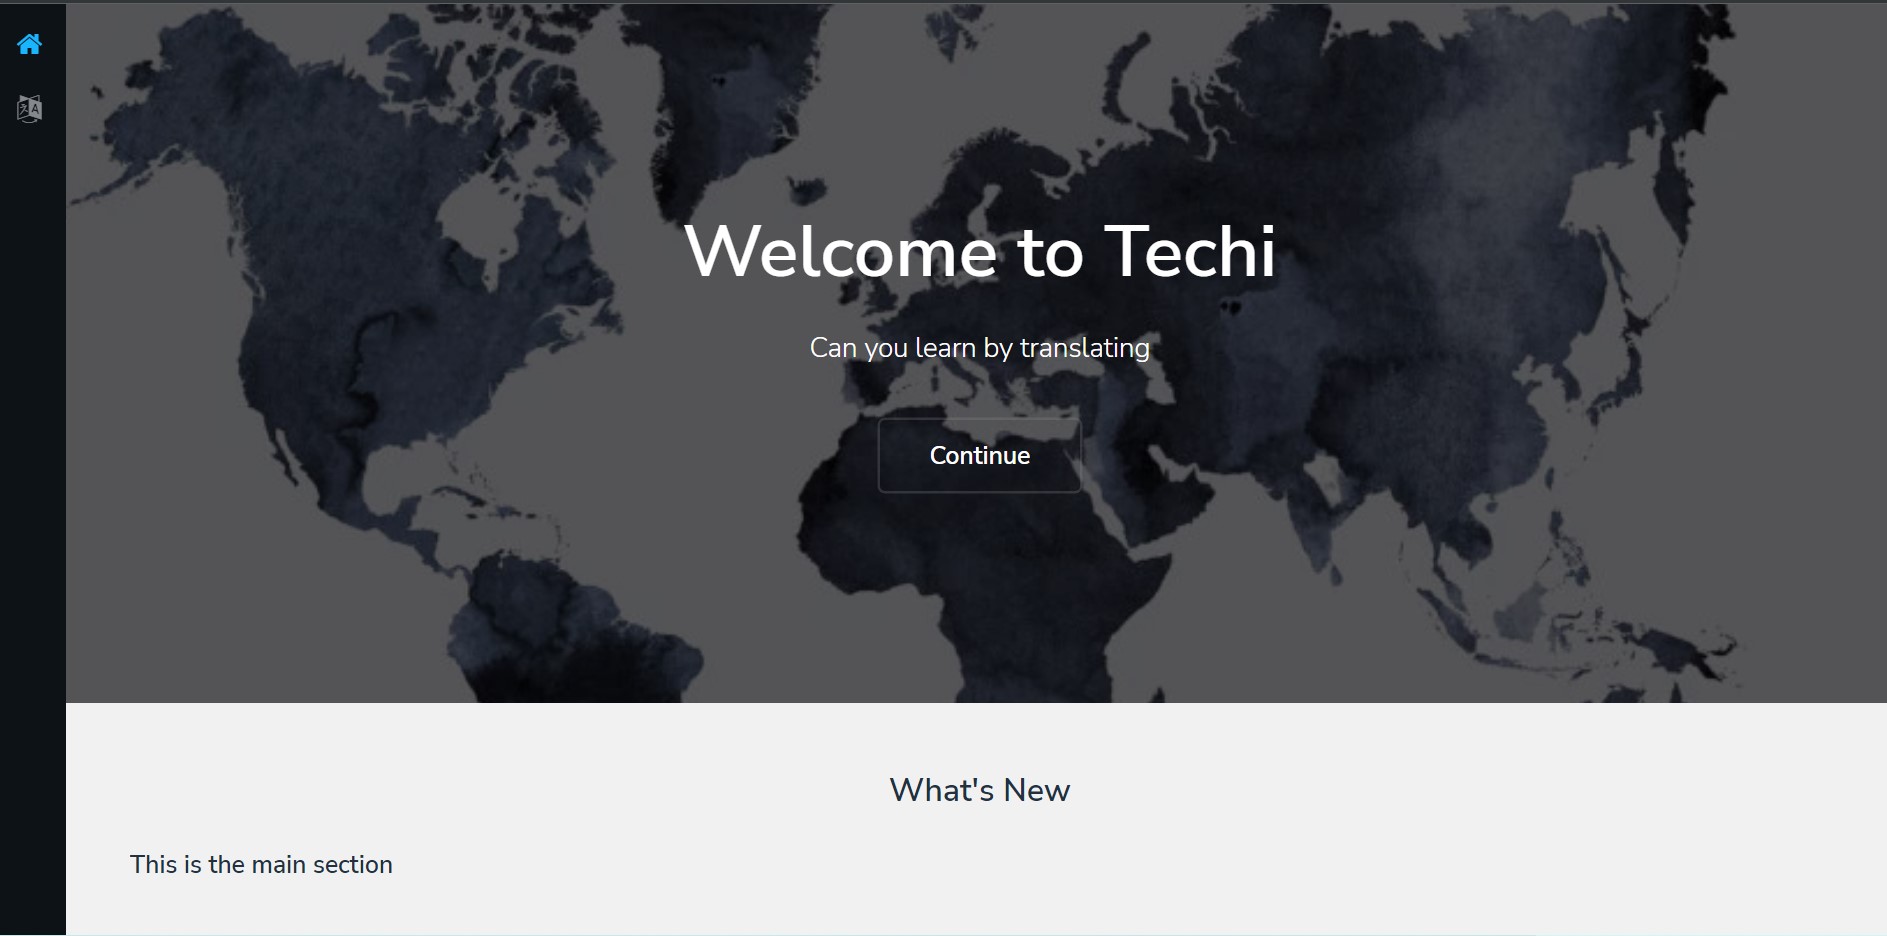 Welcome to Techi
Can you learn by translating
Continue
What's New
This is the main section